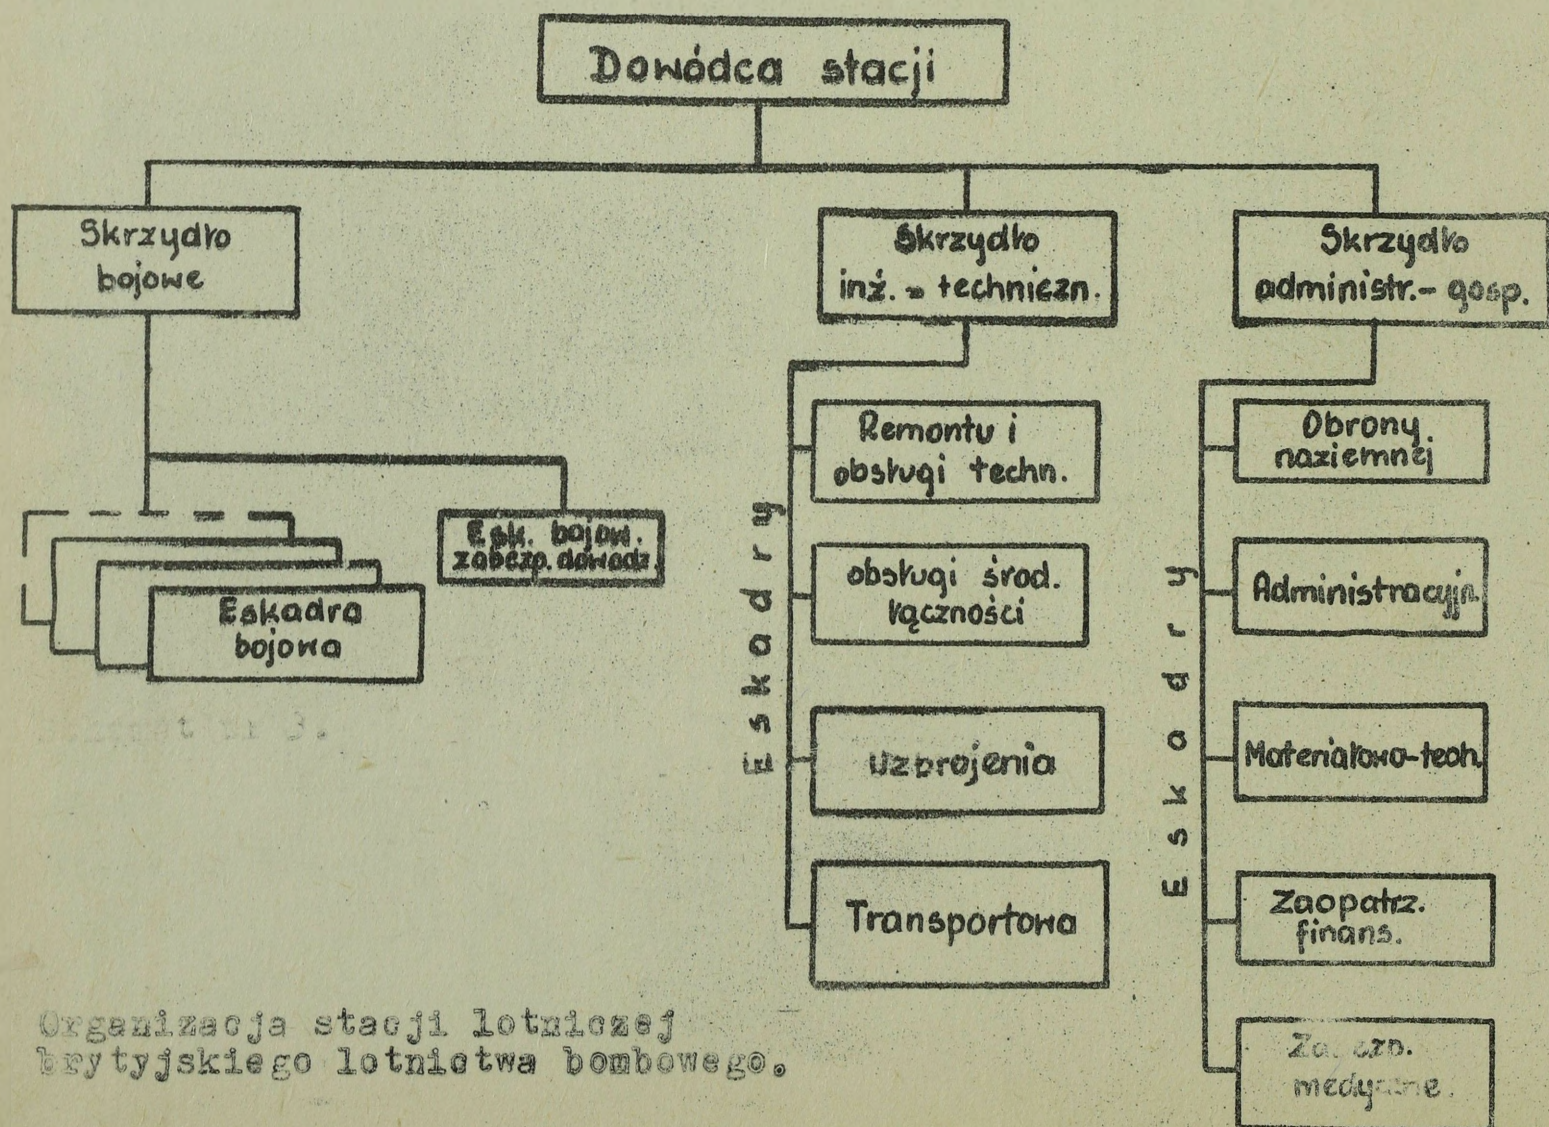 Dowódca stacji
Skrzydło
bojowe
Skrzydło
inż. - techniczn.
Skrzydło
administr.- gosp.
Eskadra
bojowa
Esk. bojow.
zabezp. dowodz.
Eskadry
Remontu i
obsługi techn.
obsługi środ.
łączności
Uzbrojenia
Transportowa
Eskadry
Obrony
naziemnej
Administracyjn.
Materiałowo-tech.
Zaopatrz.
finans.
medyczne
nr 3.
Organizacja stacji lotniczej
brytyjskiego lotnictwa bombowego.